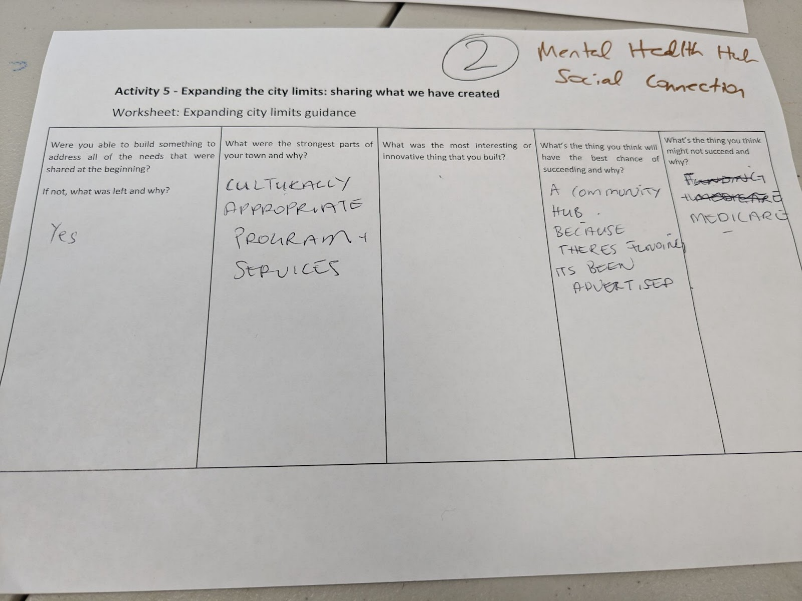 2
Mental Health Hub
Social Connection
Activity 5 - Expanding the city limits: sharing what we have created
Worksheet: Expanding city limits guidance
Were you able to build something to
address all of the needs that were
shared at the beginning?
If not, what was left and why?
Yes
What were the strongest parts of
your town and why?
CULTURALLY
APPROPRIATE
PROGRAM +
SERVICES
What was the most interesting or
innovative thing that you built?
What's the thing you think will
have the best chance of
succeeding and why?
A COMMUNITY
HUB.
BECAUSE
THERES FUNDING
ITS BEEN
ADVERTISED
What's the thing you think
might not succeed and
why?
FUNDING
MEDICARE
MEDICARE